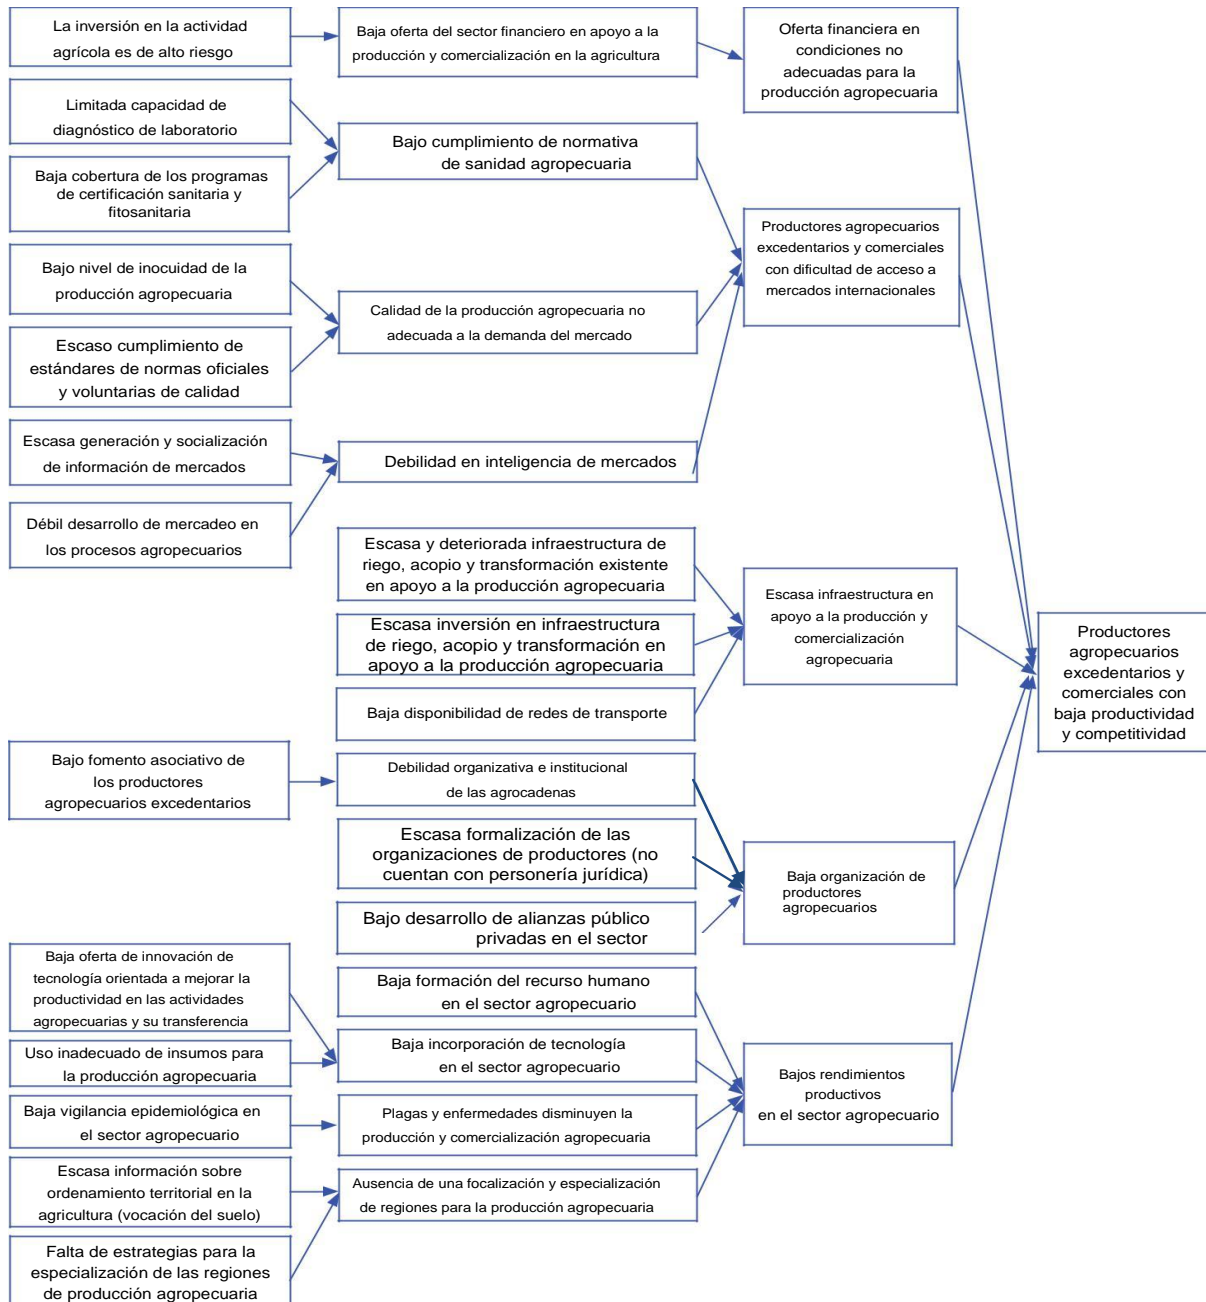 La inversión en la actividad
agrícola es de alto riesgo
Baja oferta del sector financiero en apoyo a la
producción y comercialización en la agricultura
Oferta financiera en
condiciones no
adecuadas para la
producción agropecuaria
Limitada capacidad de
diagnóstico de laboratorio
Bajo cumplimiento de normativa
de sanidad agropecuaria
Baja cobertura de los programas
de certificación sanitaria y
fitosanitaria
Productores agropecuarios
excedentarios y comerciales
con dificultad de acceso a
mercados internacionales
Bajo nivel de inocuidad de la
producción agropecuaria
Calidad de la producción agropecuaria no
adecuada a la demanda del mercado
Escaso cumplimiento de
estándares de normas oficiales
y voluntarias de calidad
Escasa generación y socialización
de información de mercados
Debilidad en inteligencia de mercados
Débil desarrollo de mercadeo en
los procesos agropecuarios
Escasa y deteriorada infraestructura de
riego, acopio y transformación existente
en apoyo a la producción agropecuaria
Escasa infraestructura en
apoyo a la producción y
comercialización
agropecuaria
Escasa inversión en infraestructura
de riego, acopio y transformación en
apoyo a la producción agropecuaria
Productores
agropecuarios
excedentarios y
comerciales con
baja productividad
y competitividad
Baja disponibilidad de redes de transporte
Bajo fomento asociativo de
los productores
agropecuarios excedentarios
Debilidad organizativa e institucional
de las agrocadenas
Escasa formalización de las
organizaciones de productores (no
cuentan con personería jurídica)
Baja organización de
productores
agropecuarios
Bajo desarrollo de alianzas público
privadas en el sector
Baja oferta de innovación de
tecnología orientada a mejorar la
productividad en las actividades
agropecuarias y su transferencia
Baja formación del recurso humano
en el sector agropecuario
Uso inadecuado de insumos para
la producción agropecuaria
Baja incorporación de tecnología
en el sector agropecuario
Bajos rendimientos
productivos
en el sector agropecuario
Baja vigilancia epidemiológica en
el sector agropecuario
Plagas y enfermedades disminuyen la
producción y comercialización agropecuaria
Escasa información sobre
ordenamiento territorial en la
agricultura (vocación del suelo)
Ausencia de una focalización y especialización
de regiones para la producción agropecuaria
Falta de estrategias para la
especialización de las regiones
de producción agropecuaria